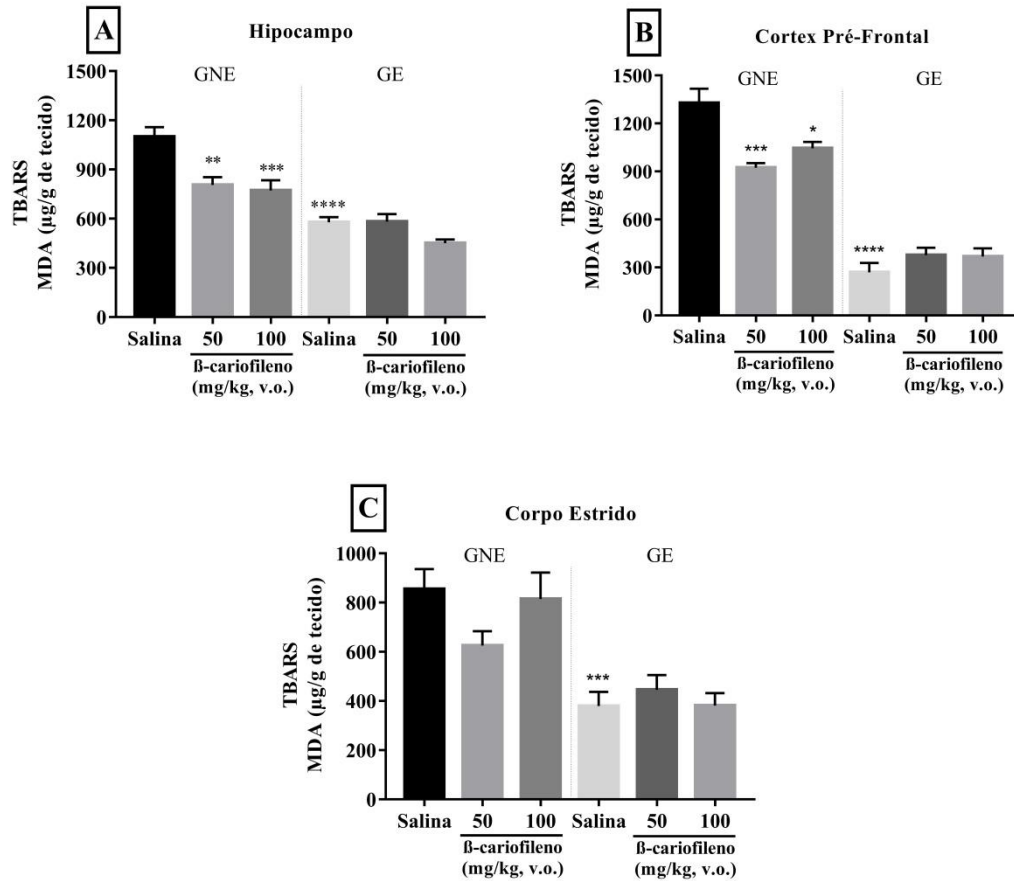 A
Hipocampo
GNE
GE
TBARS
MDA (µg/g de tecido)
1500
1200
900
600
300
0
**
***
****
Salina
50
100
Salina
50
100
ß-cariofileno
(mg/kg, v.o.)
ß-cariofileno
(mg/kg, v.o.)
B
Cortex Pré-Frontal
GNE
GE
TBARS
MDA (µg/g de tecido)
1500
1200
900
600
300
0
***
*
****
Salina
50
100
Salina
50
100
ß-cariofileno
(mg/kg, v.o.)
ß-cariofileno
(mg/kg, v.o.)
C
Corpo Estrido
GNE
GE
TBARS
MDA (µg/g de tecido)
1000
800
600
400
200
0
***
Salina
50
100
Salina
50
100
ß-cariofileno
(mg/kg, v.o.)
ß-cariofileno
(mg/kg, v.o.)